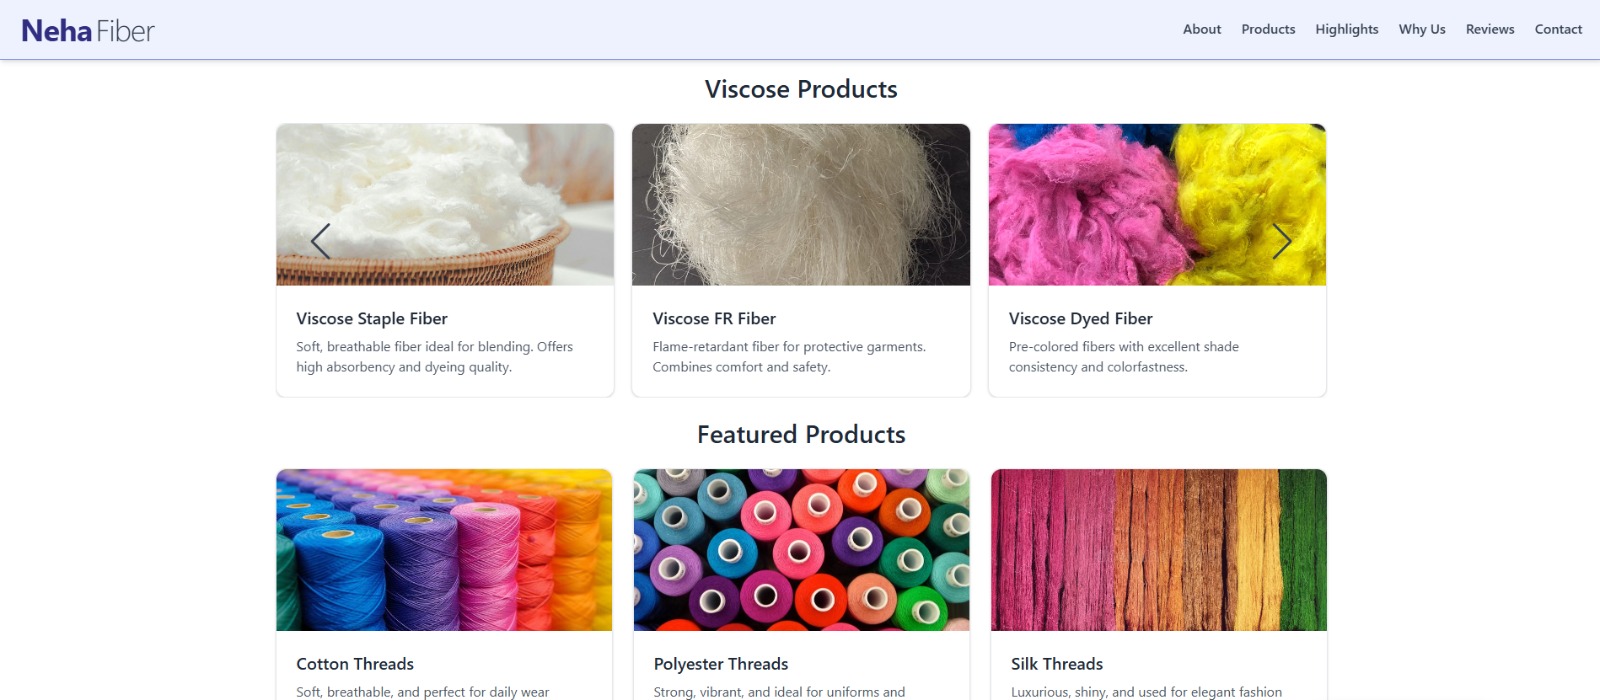 Neha Fiber
About Products Highlights Why Us Reviews Contact
Viscose Products
Viscose Staple Fiber
Soft, breathable fiber ideal for blending. Offers
high absorbency and dyeing quality.
Viscose FR Fiber
Flame-retardant fiber for protective garments.
Combines comfort and safety.
Viscose Dyed Fiber
Pre-colored fibers with excellent shade
consistency and colorfastness.
Featured Products
Cotton Threads
Soft, breathable, and perfect for daily wear
Polyester Threads
Strong, vibrant, and ideal for uniforms and
Silk Threads
Luxurious, shiny, and used for elegant fashion